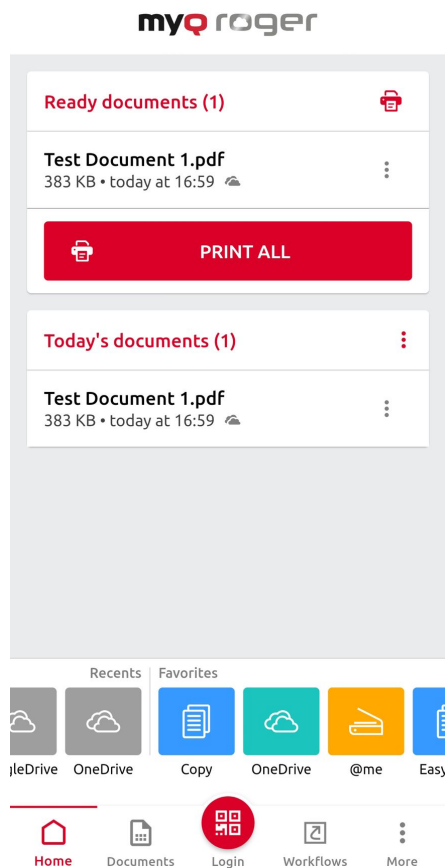 myQ roger
Ready documents (1)
Test Document 1.pdf
383 KB • today at 16:59
PRINT ALL
Today's documents (1)
Test Document 1.pdf
383 KB • today at 16:59
Recents Favorites
gleDrive OneDrive Copy OneDrive @me Easy
Home Documents Login Workflows More